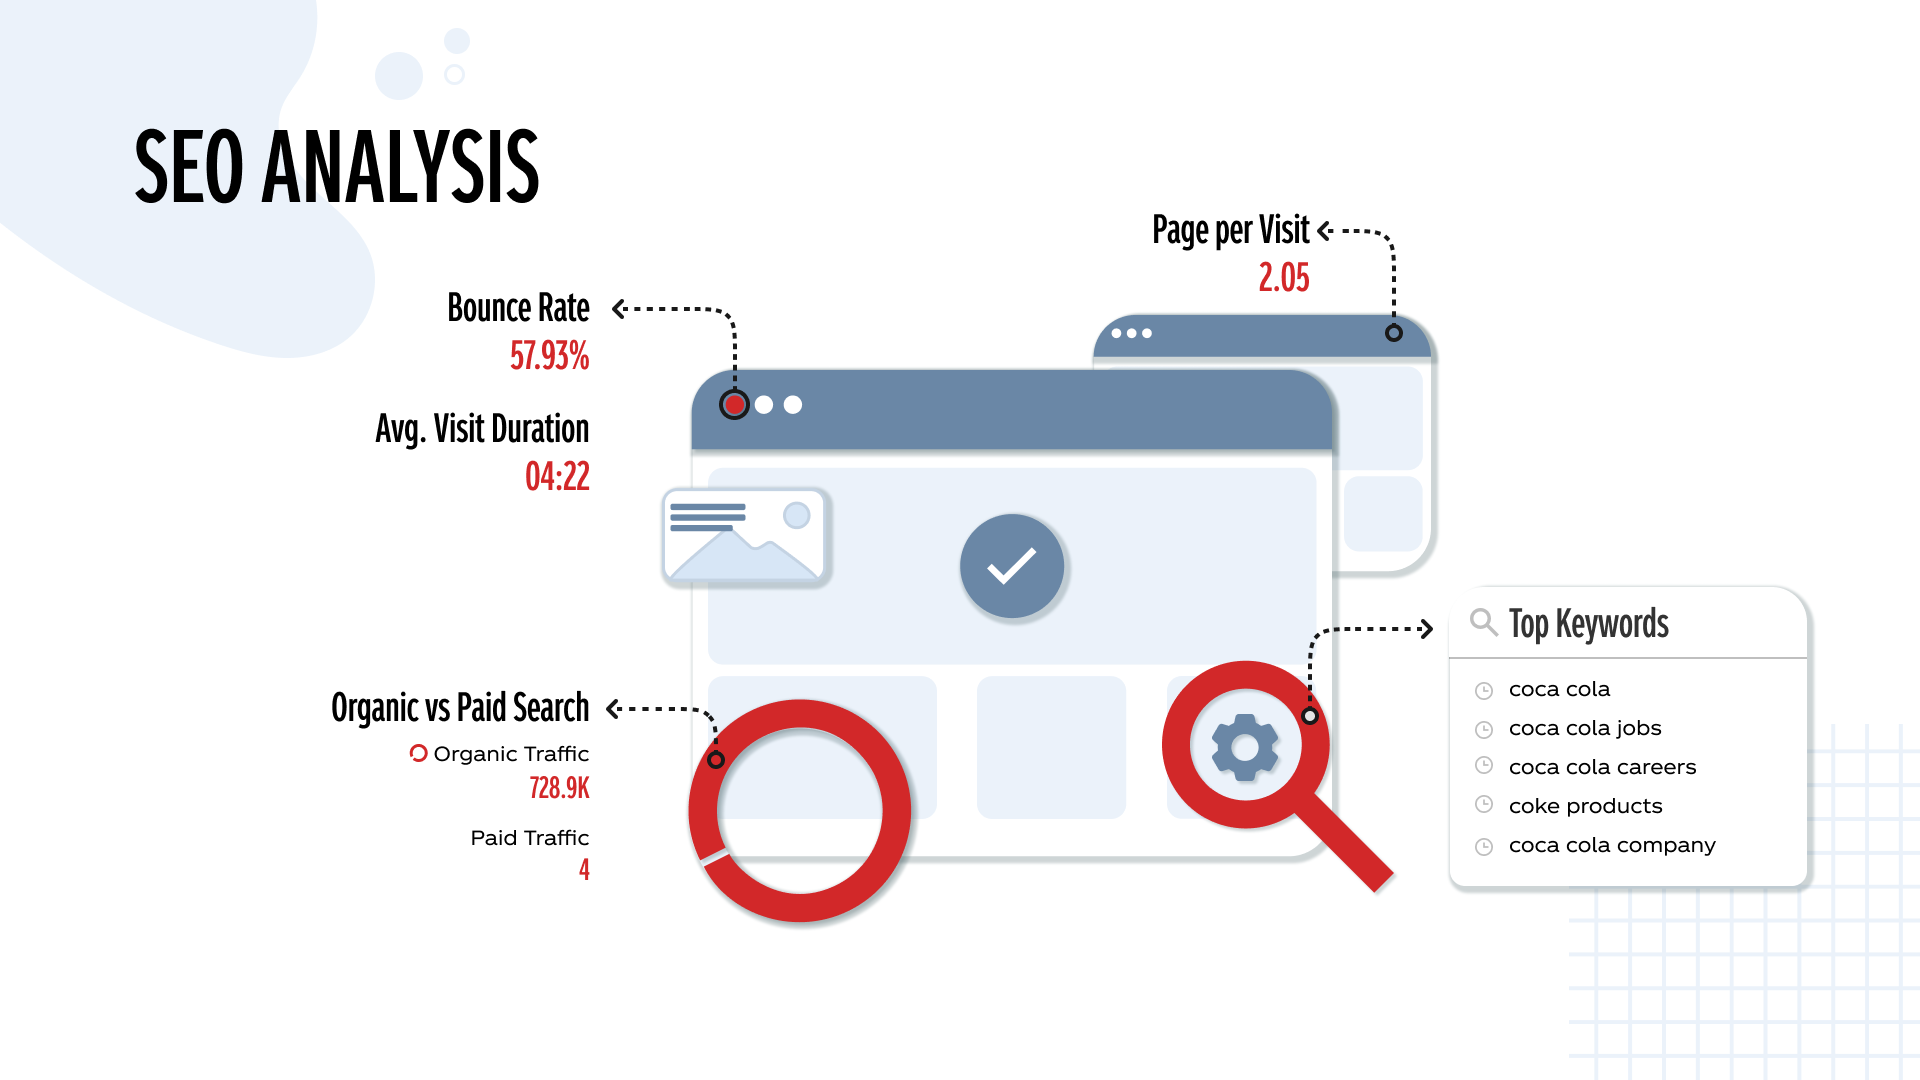 SEO ANALYSIS
Page per Visit
2.05
Bounce Rate
57.93%
Avg. Visit Duration
04:22
Organic vs Paid Search
Organic Traffic
728.9K
Paid Traffic
4
Top Keywords
coca cola
coca cola jobs
coca cola careers
coke products
coca cola company